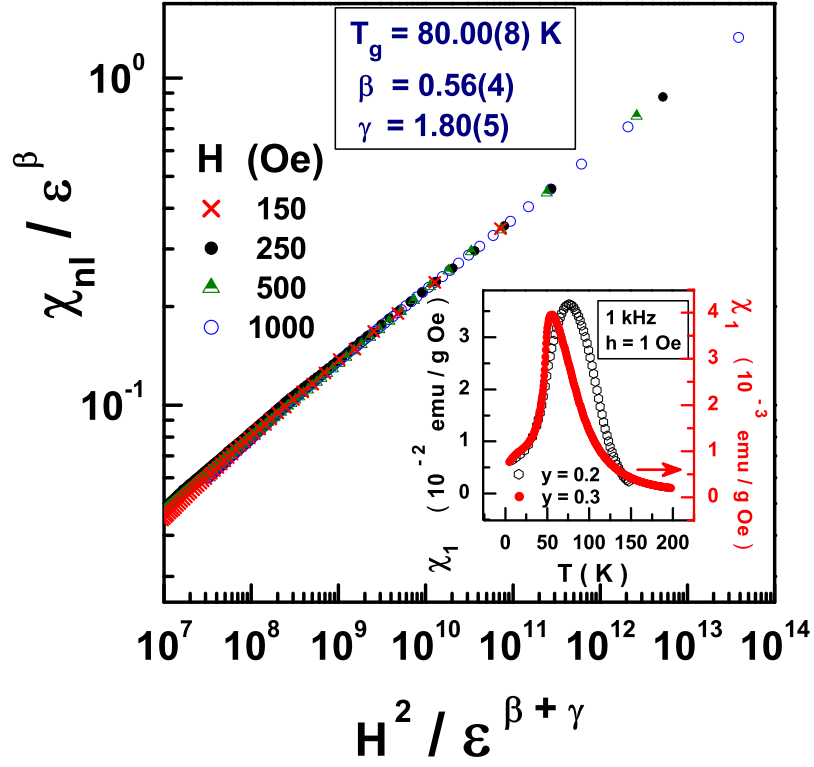 T_g = 80.00(8) K
β = 0.56(4)
γ = 1.80(5)
H (Oe)
150
250
500
1000
χ_nl / ε^β
10^0
10^-1
10^7 10^8 10^9 10^10 10^11 10^12 10^13 10^14
H^2 / ε^(β + γ)
1 kHz
h = 1 Oe
χ_1 (10^-2 emu / g Oe)
3
2
1
0
χ_1 (10^-3 emu / g Oe)
4
3
2
1
0
y = 0.2
y = 0.3
0 50 100 150 200
T ( K )